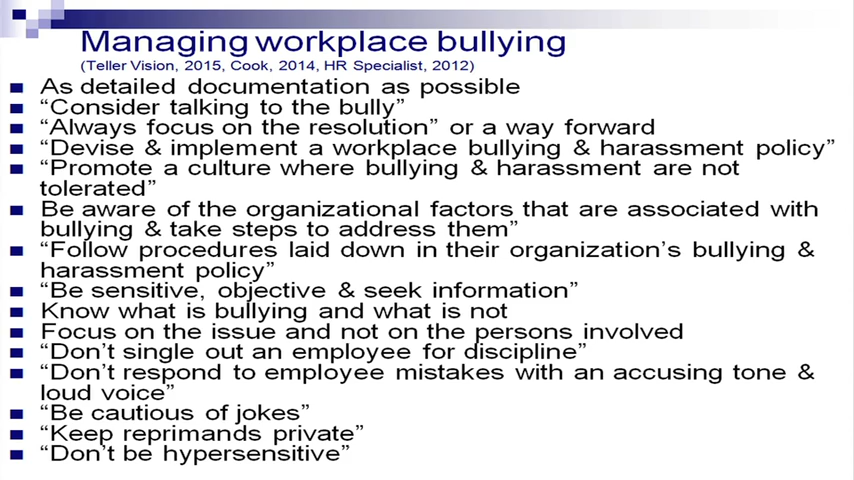 Managing workplace bullying
(Teller Vision, 2015, Cook, 2014, HR Specialist, 2012)
As detailed documentation as possible
“Consider talking to the bully”
“Always focus on the resolution” or a way forward
“Devise & implement a workplace bullying & harassment policy”
“Promote a culture where bullying & harassment are not
tolerated”
Be aware of the organizational factors that are associated with
bullying & take steps to address them”
“Follow procedures laid down in their organization’s bullying &
harassment policy”
“Be sensitive, objective & seek information”
Know what is bullying and what is not
Focus on the issue and not on the persons involved
“Don’t single out an employee for discipline”
“Don’t respond to employee mistakes with an accusing tone &
loud voice”
“Be cautious of jokes”
“Keep reprimands private”
“Don’t be hypersensitive”